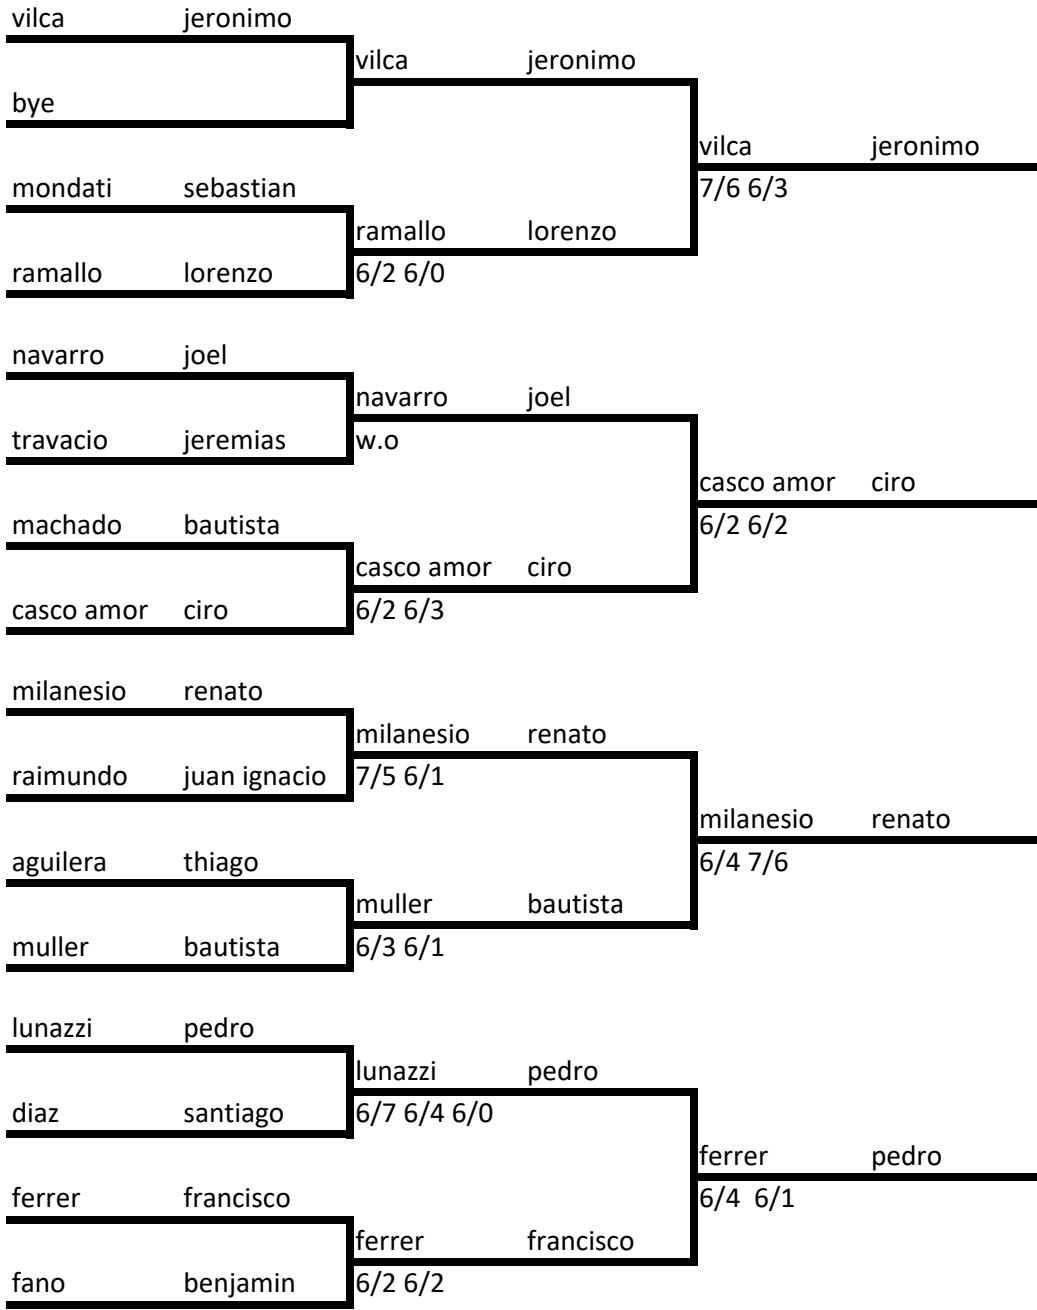 vilca jeronimo
vilca jeronimo
bye
vilca jeronimo
mondati sebastian
7/6 6/3
ramallo lorenzo
ramallo lorenzo
6/2 6/0
navarro joel
navarro joel
travacio jeremias
w.o
casco amor ciro
machado bautista
6/2 6/2
casco amor ciro
casco amor ciro
6/2 6/3
milanesio renato
milanesio renato
raimundo juan ignacio
7/5 6/1
milanesio renato
aguilera thiago
6/4 7/6
muller bautista
muller bautista
6/3 6/1
lunazzi pedro
lunazzi pedro
diaz santiago
6/7 6/4 6/0
ferrer pedro
ferrer francisco
6/4 6/1
ferrer francisco
fano benjamin
6/2 6/2